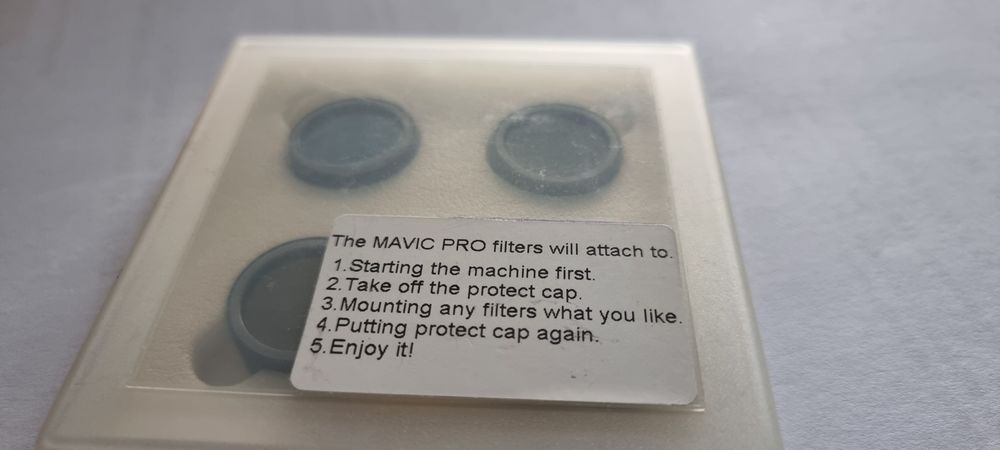 The MAVIC PRO filters will attach to.
1.Starting the machine first.
2.Take off the protect cap.
3.Mounting any filters what you like.
4.Putting protect cap again.
5.Enjoy it!